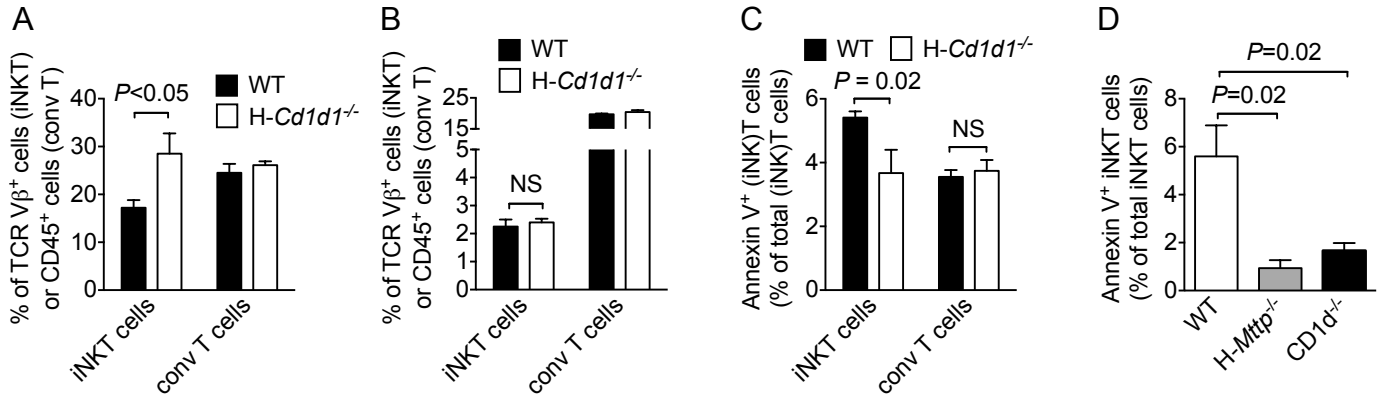 A
WT
P<0.05
H-Cd1d1-/-
% of TCR Vβ+ cells (iNKT)
or CD45+ cells (conv T)
40
30
20
10
0
iNKT cells
conv T cells
B
WT
H-Cd1d1-/-
% of TCR Vβ+ cells (iNKT)
or CD45+ cells (conv T)
25
15
5
4
3
2
1
0
NS
iNKT cells
conv T cells
C
WT
H-Cd1d1-/-
P = 0.02
NS
Annexin V+ (iNK)T cells
(% of total (iNK)T cells)
6
4
2
0
iNKT cells
conv T cells
D
P=0.02
P=0.02
Annexin V+ iNKT cells
(% of total iNKT cells)
8
6
4
2
0
WT
H-Mttp-/-
CD1d-/-